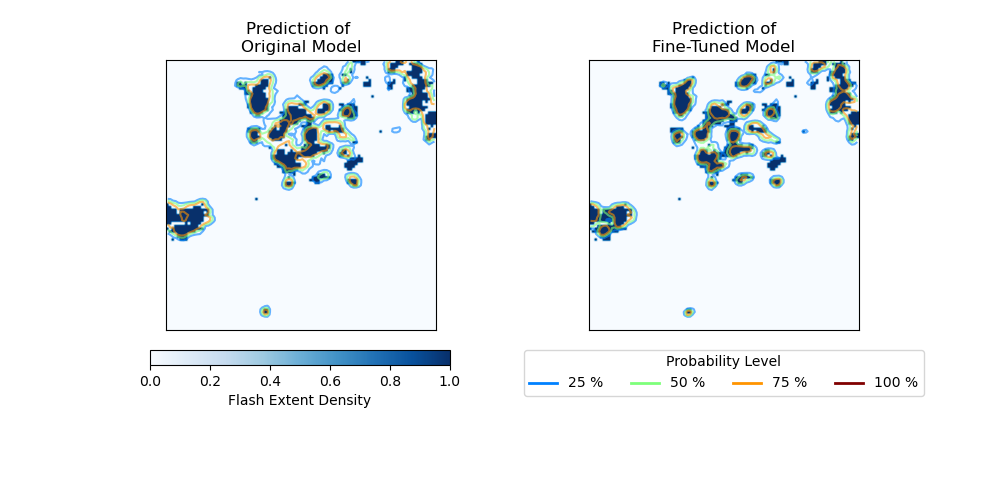 Prediction of
Original Model
Prediction of
Fine-Tuned Model
0.0 0.2 0.4 0.6 0.8 1.0
Flash Extent Density
Probability Level
25 % 50 % 75 % 100 %